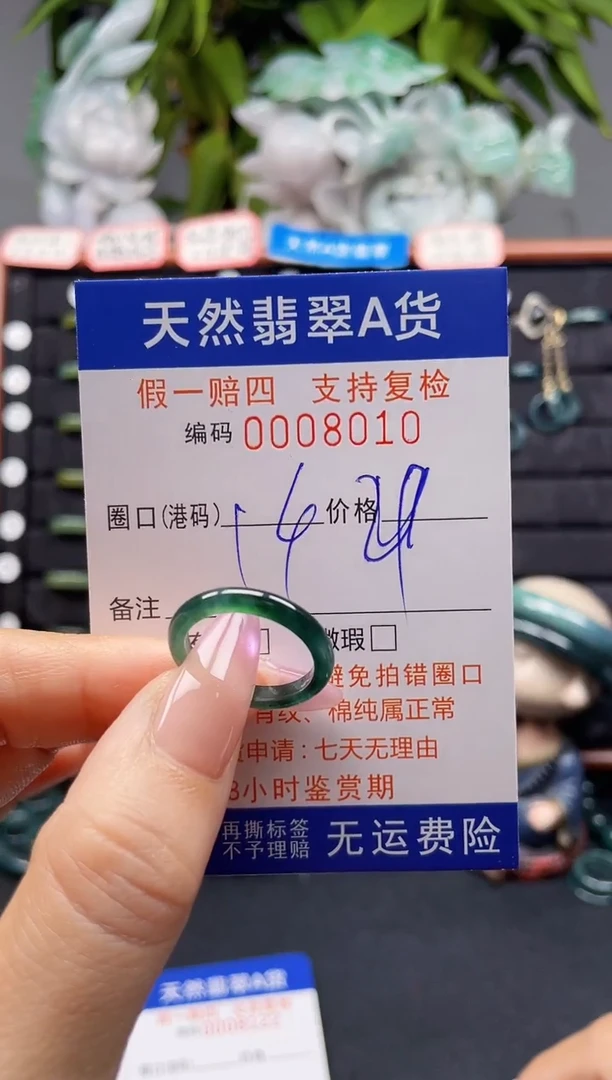 天然翡翠A货
假一赔四 支持复检
编码 0008010
圈口(港码) 14 价格
备注
微瑕□
避免拍错圈口
棉纯属正常
申请：七天无理由
8小时鉴赏期
再撕标签
不予理赔
无运费险
天然翡翠A货